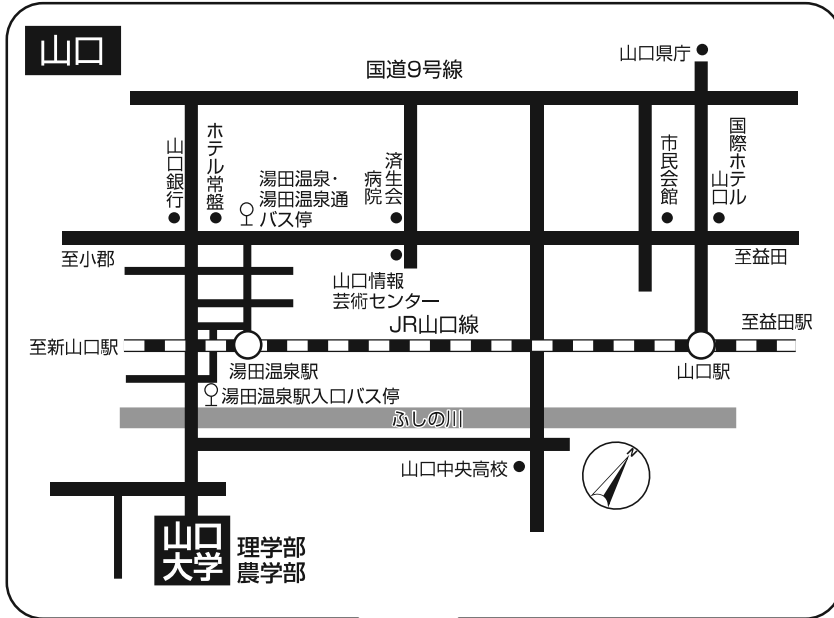 山口
山口県庁
国道9号線
山口銀行
ホテル常盤
湯田温泉・
湯田温泉通
バス停
済生会
病院
市民会館
国際ホテル
山口
至小郡
至益田
山口情報
芸術センター
JR山口線
至益田駅
至新山口駅
湯田温泉駅
山口駅
湯田温泉駅入口バス停
ふしの川
山口中央高校
N
山口
大学
理学部
農学部